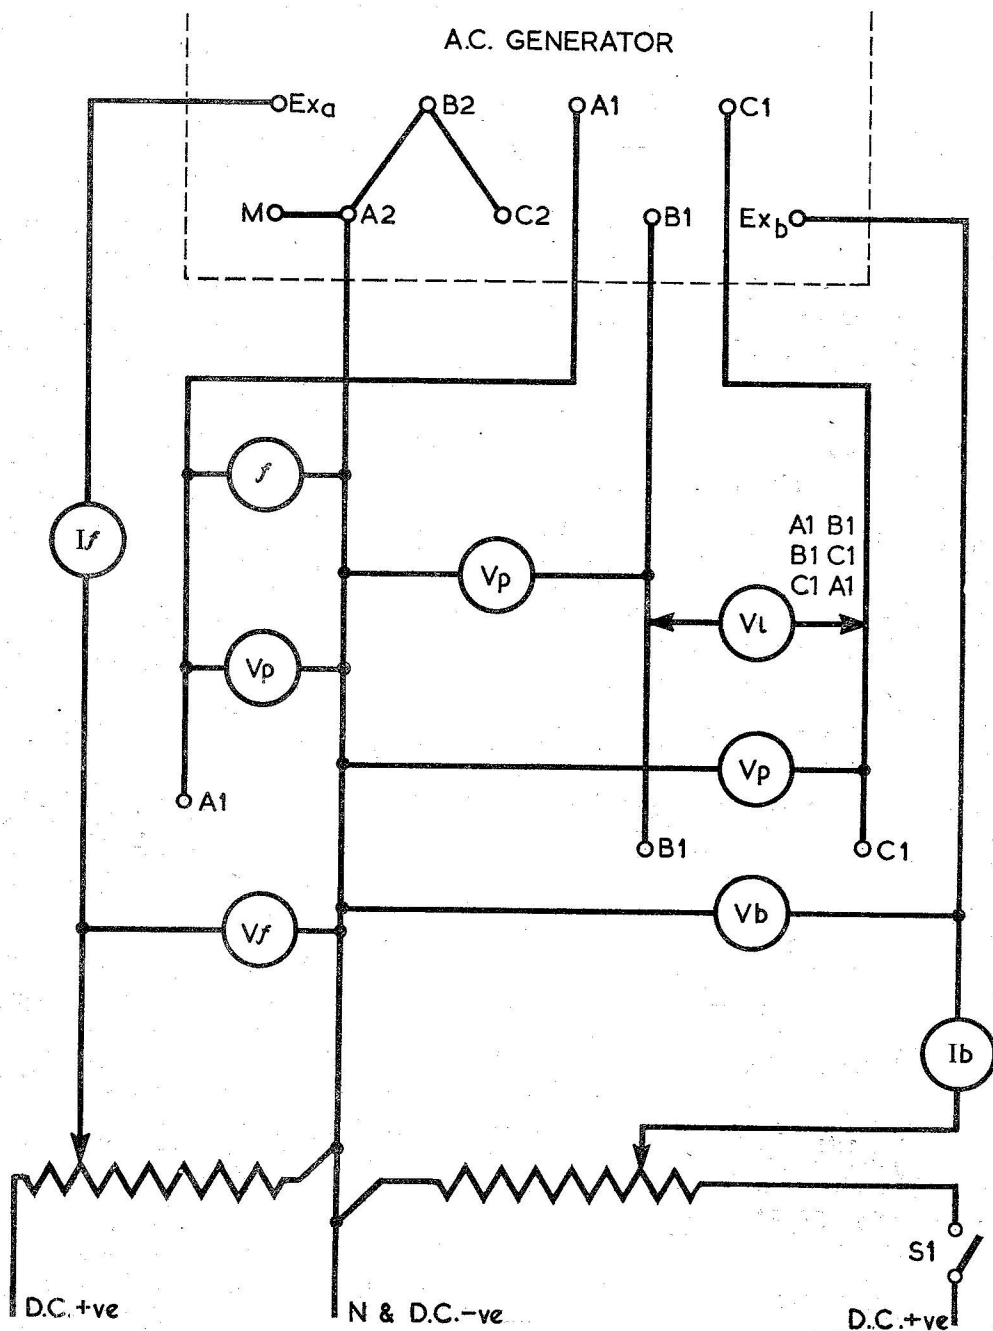 A.C. GENERATOR
Exa
B2
A1
C1
M
A2
C2
B1
Exb
f
If
Vp
A1 B1
B1 C1
C1 A1
Vl
Vp
Vp
A1
B1
C1
Vf
Vb
Ib
S1
D.C.+ve
N & D.C.-ve
D.C.+ve